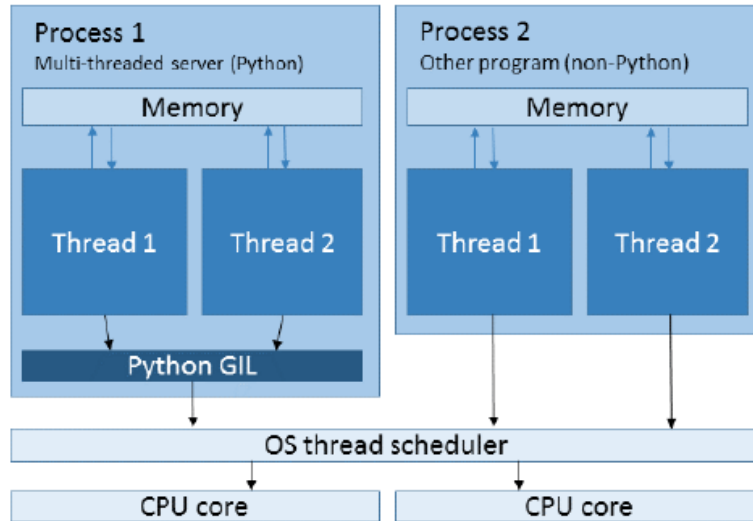 Process 1
Multi-threaded server (Python)
Memory
Thread 1
Thread 2
Python GIL
Process 2
Other program (non-Python)
Memory
Thread 1
Thread 2
OS thread scheduler
CPU core
CPU core